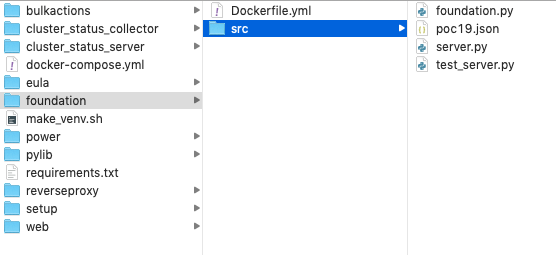 bulkactions
cluster_status_collector
cluster_status_server
docker-compose.yml
eula
foundation
make_venv.sh
power
pylib
requirements.txt
reverseproxy
setup
web
Dockerfile.yml
src
foundation.py
poc19.json
server.py
test_server.py